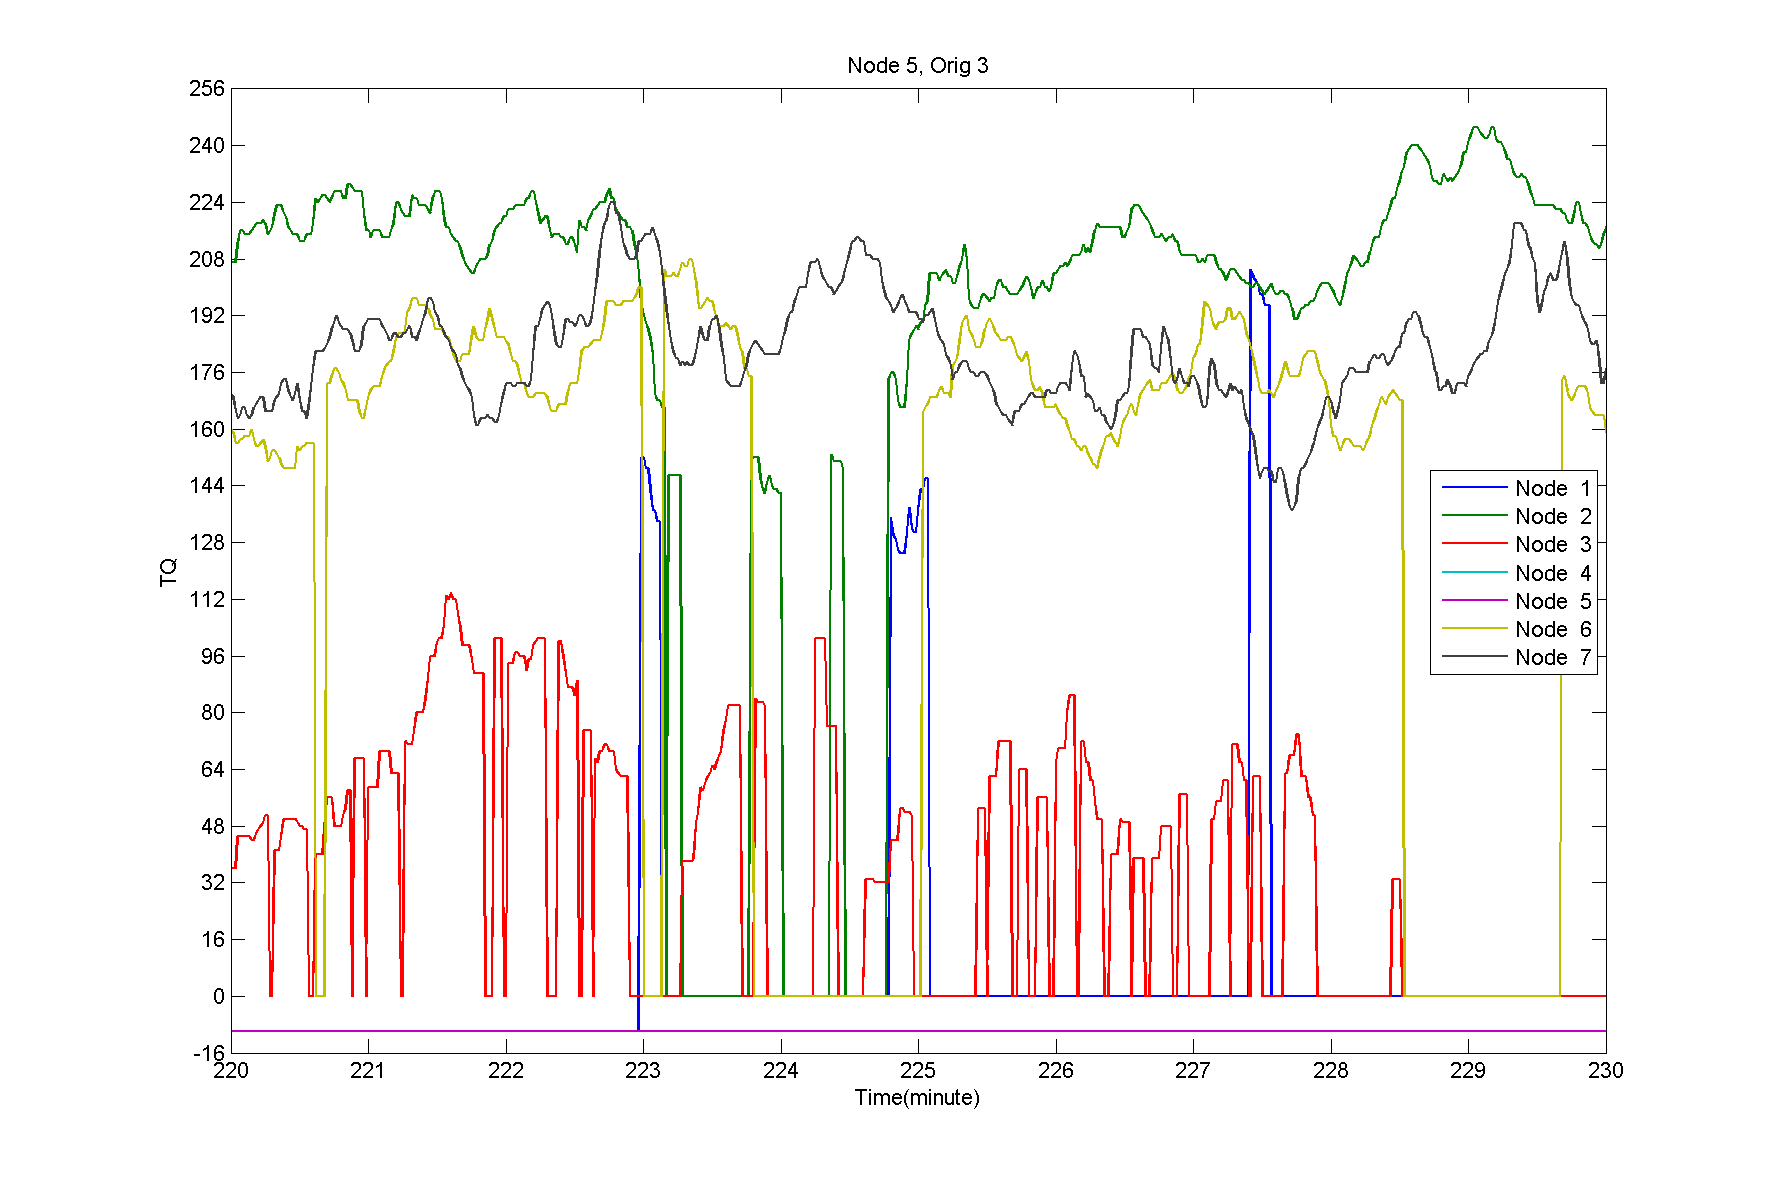 Node 5, Orig 3
256
240
224
208
192
176
160
144
128
112
96
80
64
48
32
16
0
-16
TQ
Node 1
Node 2
Node 3
Node 4
Node 5
Node 6
Node 7
220 221 222 223 224 225 226 227 228 229 230
Time(minute)